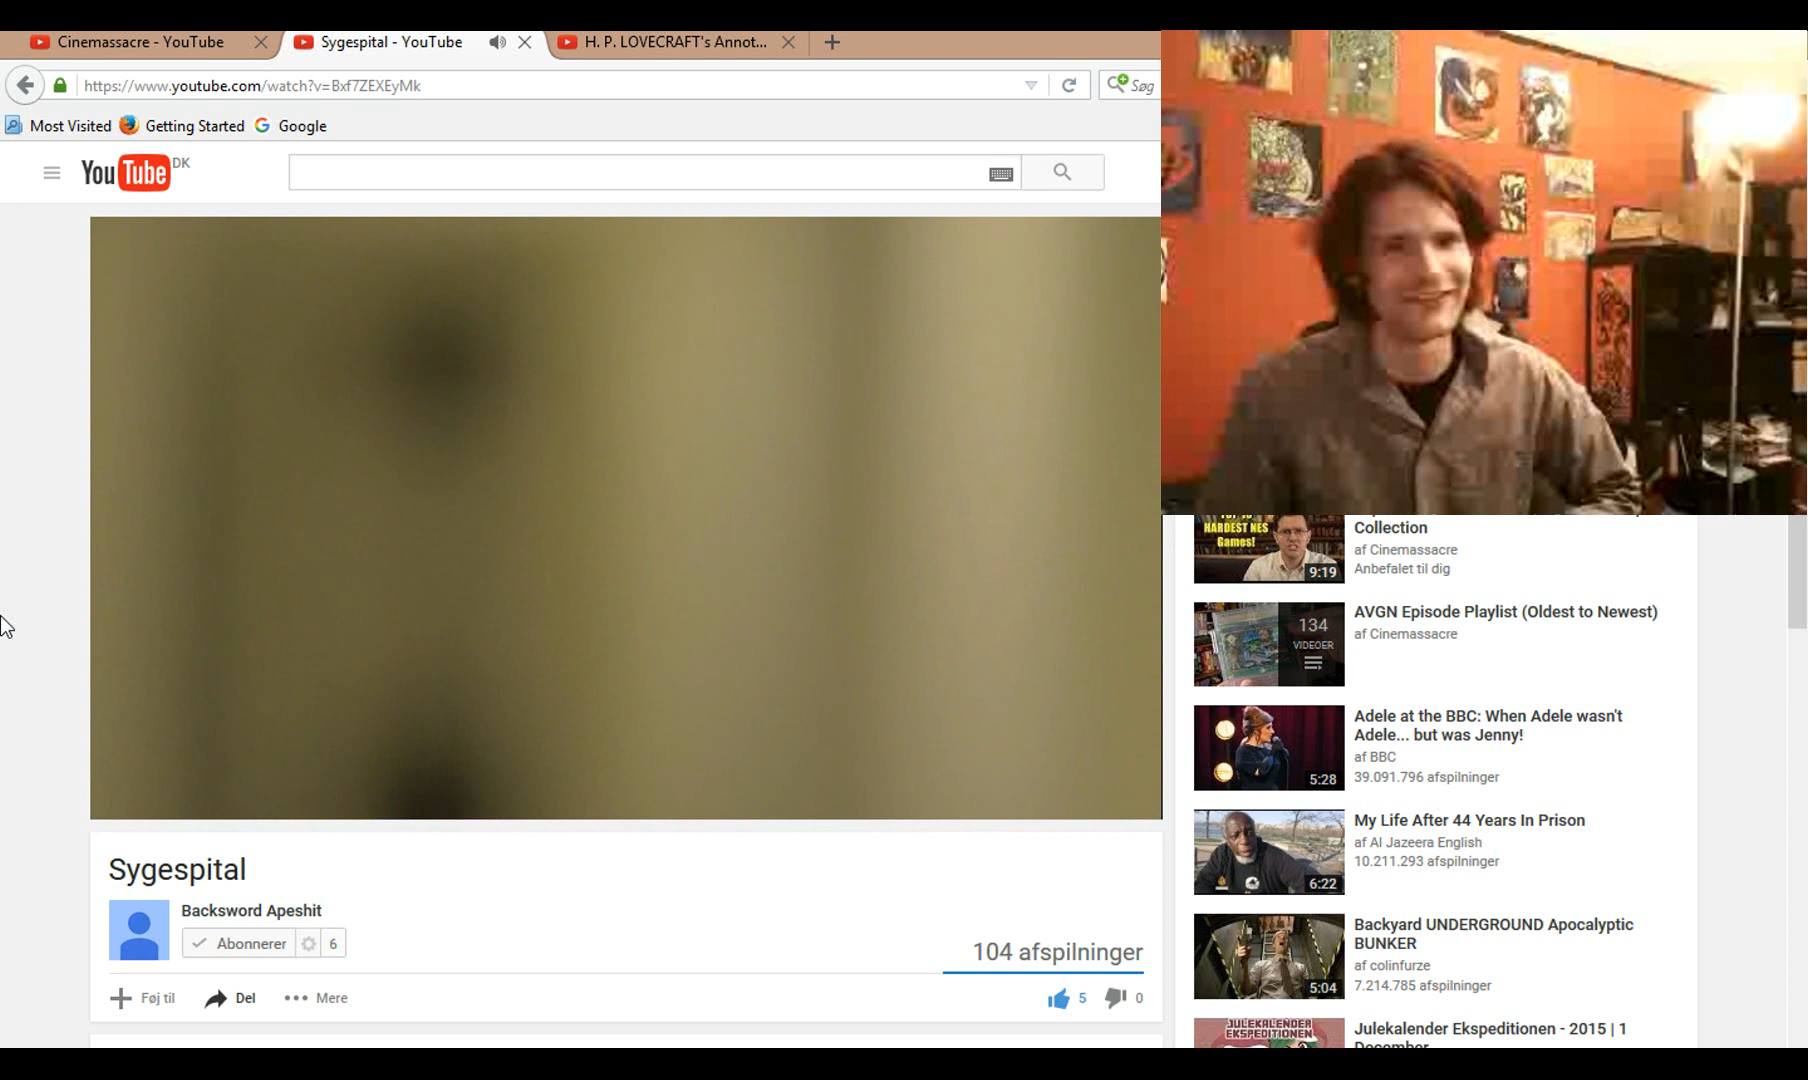 Cinemassacre - YouTube
Sygespital - YouTube
H. P. LOVECRAFT's Annot...
https://www.youtube.com/watch?v=Bxf7ZEXEyMk
Søg
Most Visited
Getting Started
Google
YouTube DK
HARDEST NES
Games!
9:19
Collection
af Cinemassacre
Anbefalet til dig
134
VIDEOER
AVGN Episode Playlist (Oldest to Newest)
af Cinemassacre
5:28
Adele at the BBC: When Adele wasn't
Adele... but was Jenny!
af BBC
39.091.796 afspilninger
6:22
My Life After 44 Years In Prison
af Al Jazeera English
10.211.293 afspilninger
5:04
Backyard UNDERGROUND Apocalyptic
BUNKER
af colinfurze
7.214.785 afspilninger
JULEKALENDER
EKSPEDITIONEN
Julekalender Ekspeditionen - 2015 | 1
December
Sygespital
Backsword Apeshit
Abonnerer
6
104 afspilninger
Føj til
Del
Mere
5
0